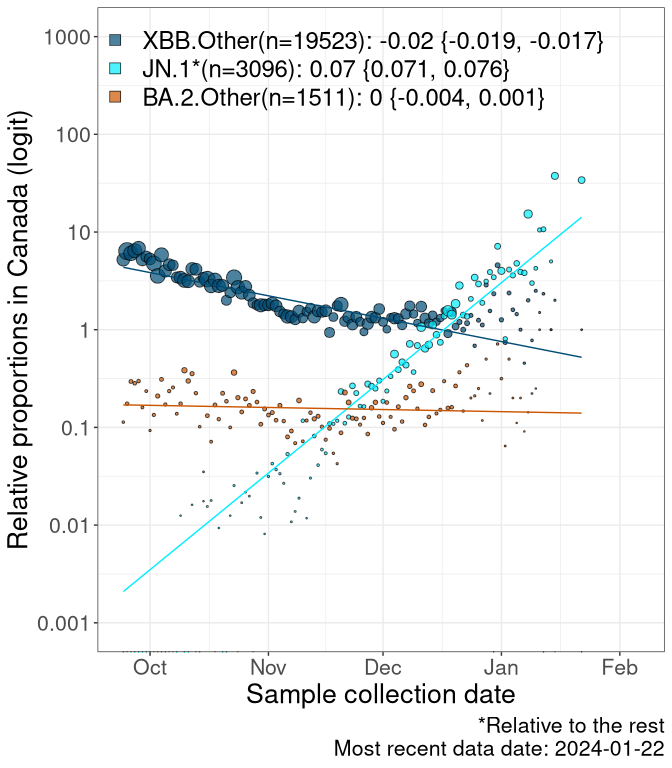 XBB.Other(n=19523): -0.02 {-0.019, -0.017}
JN.1*(n=3096): 0.07 {0.071, 0.076}
BA.2.Other(n=1511): 0 {-0.004, 0.001}
Relative proportions in Canada (logit)
1000
100
10
1
0.1
0.01
0.001
Oct Nov Dec Jan Feb
Sample collection date
*Relative to the rest
Most recent data date: 2024-01-22